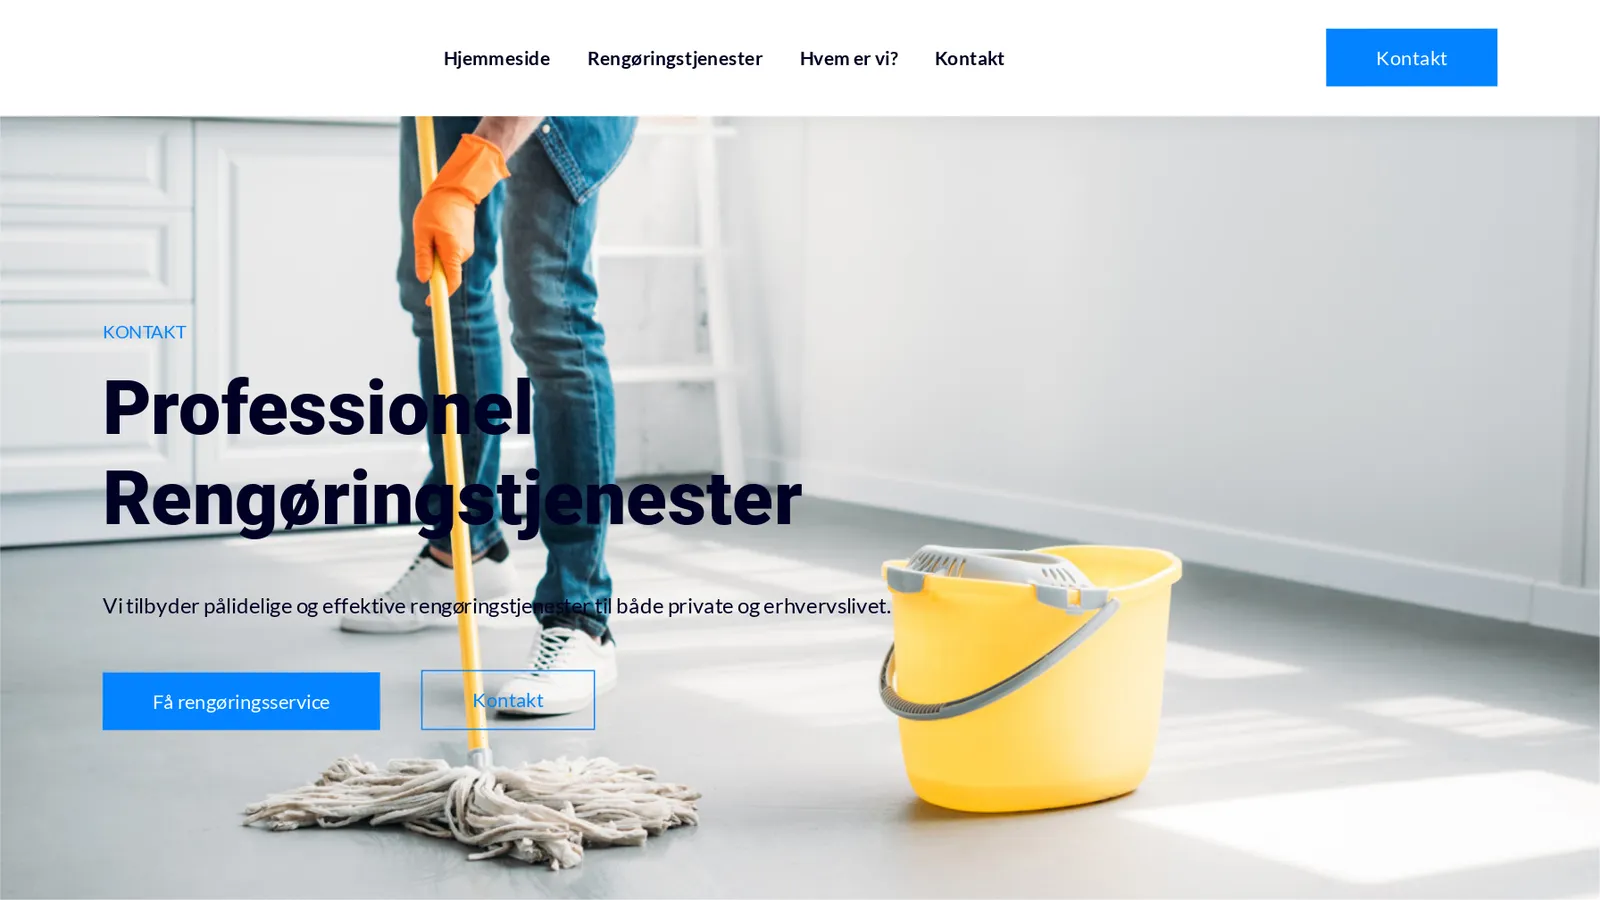 Hjemmeside Rengøringstjenester Hvem er vi? Kontakt Kontakt
KONTAKT
Professionel
Rengøringstjenester
Vi tilbyder pålidelige og effektive rengøringstjenester til både private og erhvervslivet.
Få rengøringsservice Kontakt